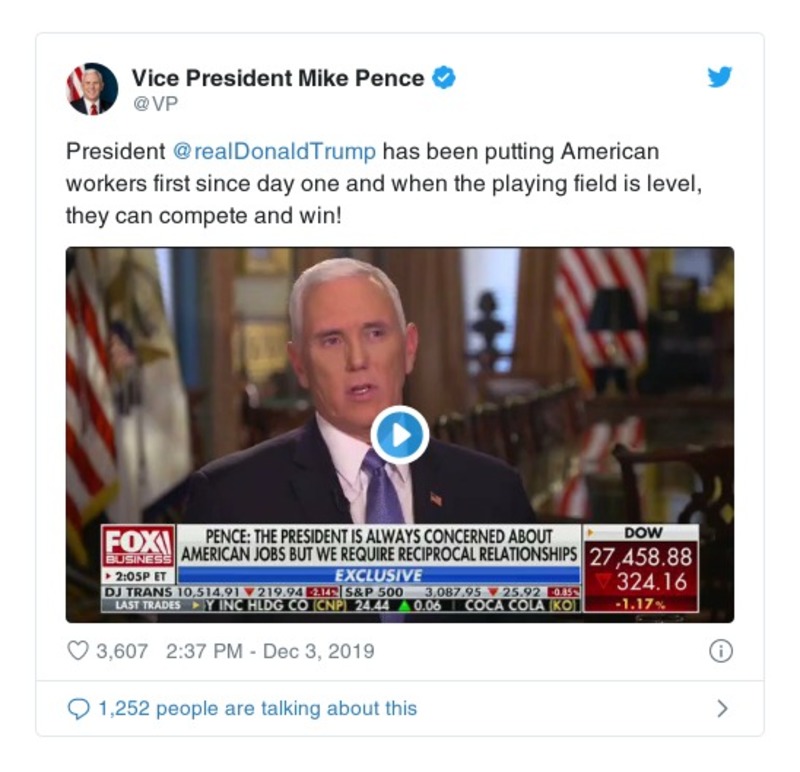 Vice President Mike Pence
@VP
President @realDonaldTrump has been putting American
workers first since day one and when the playing field is level,
they can compete and win!
FOX
BUSINESS
2:05P ET
PENCE: THE PRESIDENT IS ALWAYS CONCERNED ABOUT
AMERICAN JOBS BUT WE REQUIRE RECIPROCAL RELATIONSHIPS
EXCLUSIVE
DOW
27,458.88
▼ 324.16
-1.17%
DJ TRANS 10,514.91 ▼ 219.94 -2.14% S&P 500 3,087.95 ▼ 25.92 -0.85%
LAST TRADES Y INC HLDG CO (CNP) 24.44 ▲ 0.06 COCA COLA (KO)
3,607 2:37 PM - Dec 3, 2019
1,252 people are talking about this